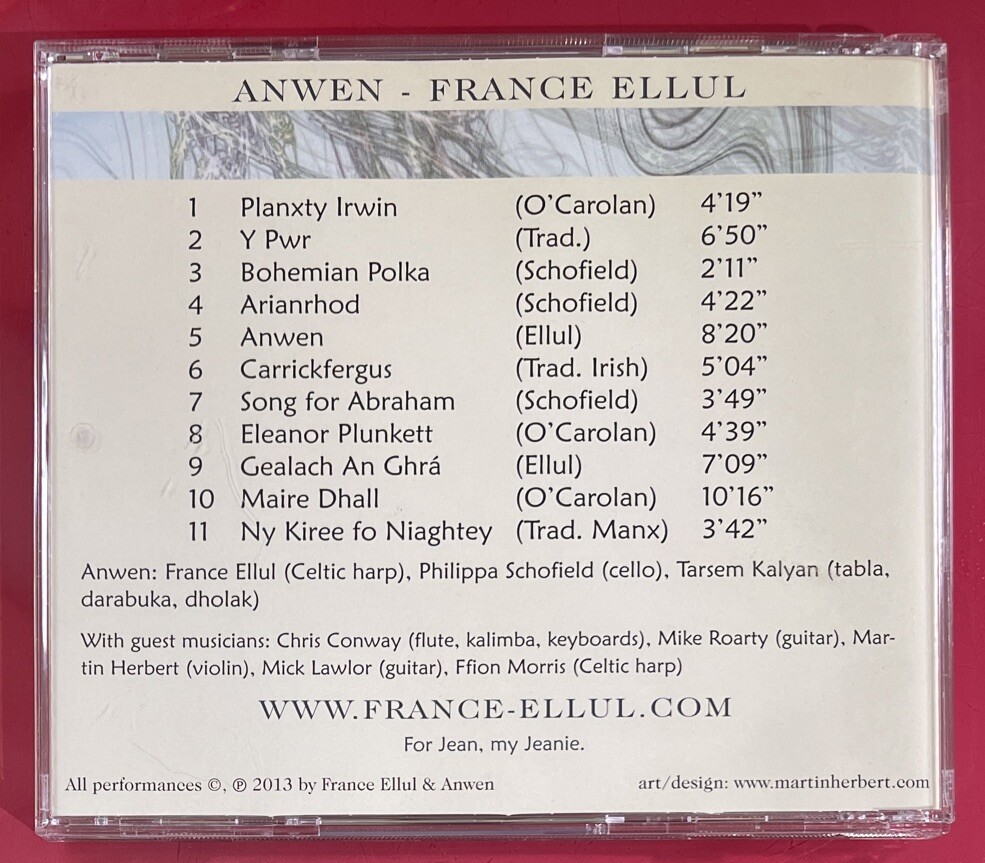 ANWEN - FRANCE ELLUL
1 Planxty Irwin (O'Carolan) 4'19”
2 Y Pwr (Trad.) 6'50”
3 Bohemian Polka (Schofield) 2'11”
4 Arianrhod (Schofield) 4'22”
5 Anwen (Ellul) 8'20”
6 Carrickfergus (Trad. Irish) 5'04”
7 Song for Abraham (Schofield) 3'49”
8 Eleanor Plunkett (O'Carolan) 4'39”
9 Gealach An Ghrá (Ellul) 7'09”
10 Maire Dhall (O'Carolan) 10'16”
11 Ny Kiree fo Niaghtey (Trad. Manx) 3'42”
Anwen: France Ellul (Celtic harp), Philippa Schofield (cello), Tarsem Kalyan (tabla,
darabuka, dholak)
With guest musicians: Chris Conway (flute, kalimba, keyboards), Mike Roarty (guitar), Mar-
tin Herbert (violin), Mick Lawlor (guitar), Ffion Morris (Celtic harp)
WWW.FRANCE-ELLUL.COM
For Jean, my Jeanie.
All performances ©, ℗ 2013 by France Ellul & Anwen art/design: www.martinherbert.com